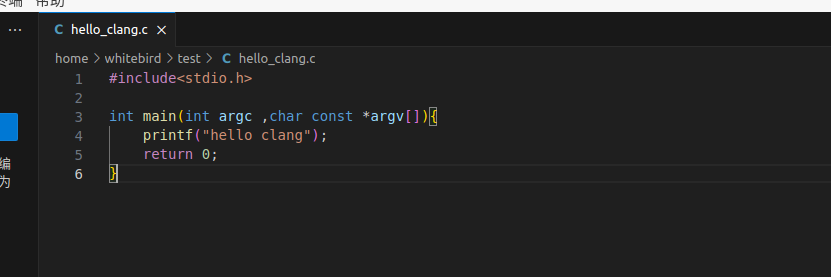 终端 帮助
··· C hello_clang.c ×
home > whitebird > test > C hello_clang.c
1 #include<stdio.h>
2
3 int main(int argc ,char const *argv[]){
4 printf("hello clang");
5 return 0;
6 }
编
为